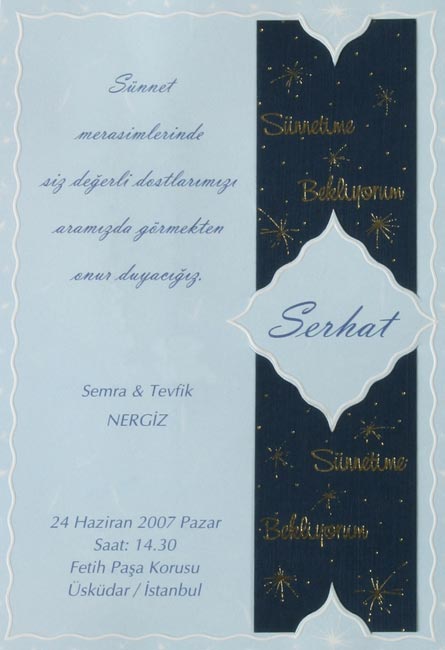 Sünnet
merasimlerinde
siz değerli dostlarımızı
aramızda görmekten
onur duyacağız.
Semra & Tevfik
NERGİZ
24 Haziran 2007 Pazar
Saat: 14.30
Fetih Paşa Korusu
Üsküdar / İstanbul
Sünnetime
Bekliyorum
Serhat
Sünnetime
Bekliyorum